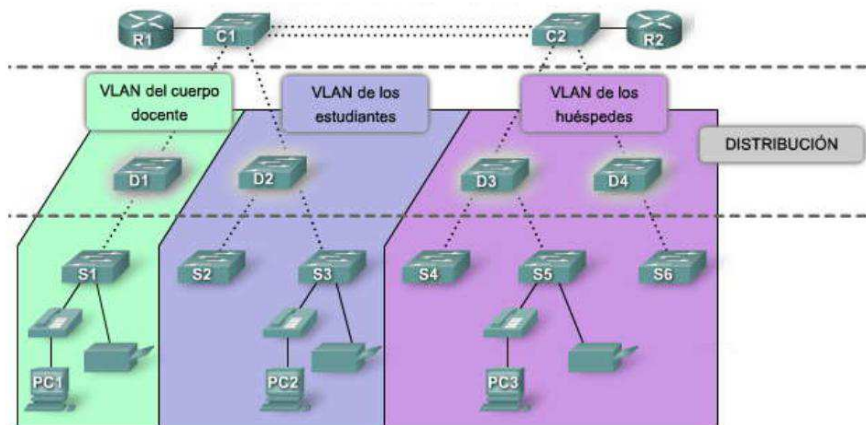 R1
C1
C2
R2
VLAN del cuerpo
docente
VLAN de los
estudiantes
VLAN de los
huéspedes
DISTRIBUCIÓN
D1
D2
D3
D4
S1
S2
S3
S4
S5
S6
PC1
PC2
PC3